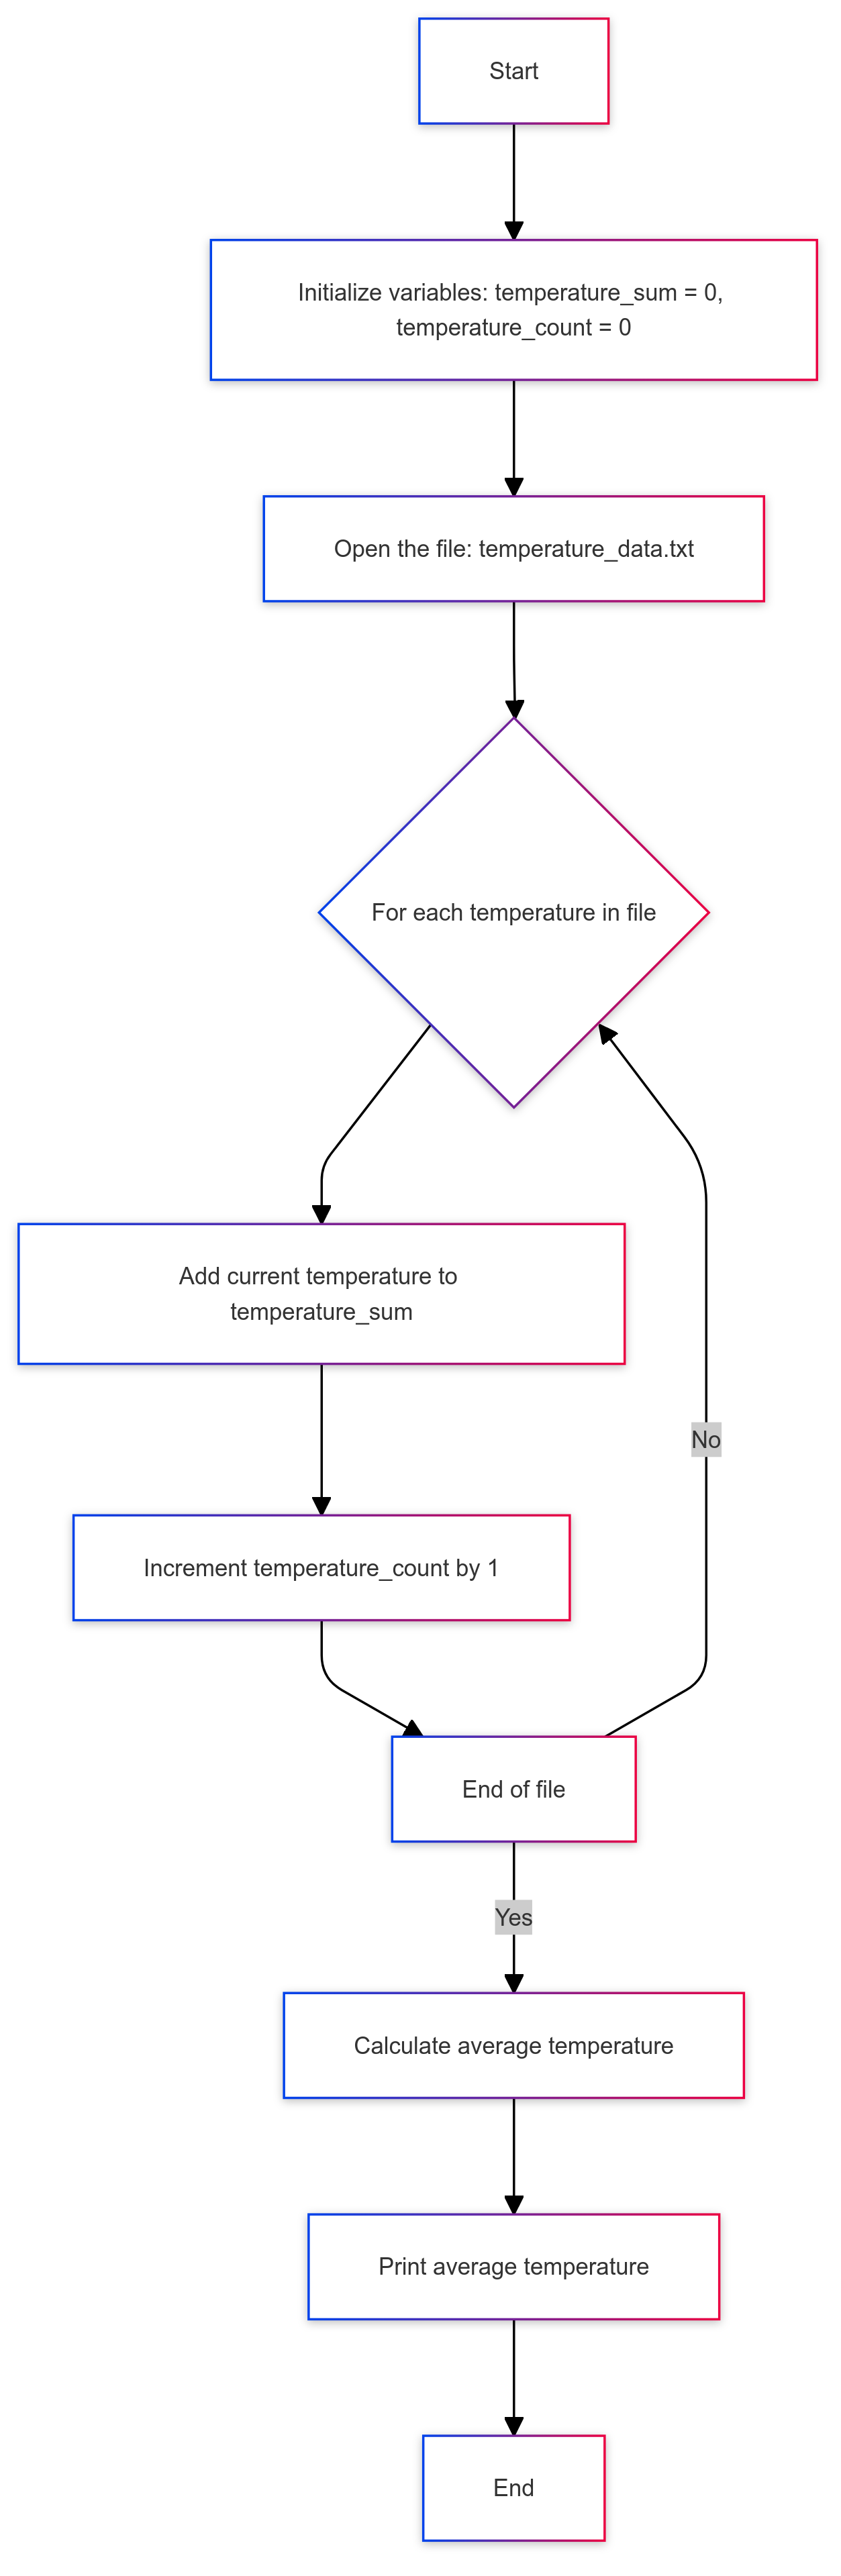 Start
Initialize variables: temperature_sum = 0,
temperature_count = 0
Open the file: temperature_data.txt
For each temperature in file
Add current temperature to
temperature_sum
No
Increment temperature_count by 1
End of file
Yes
Calculate average temperature
Print average temperature
End